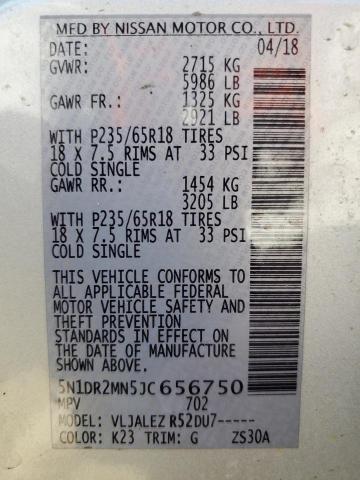 MFD BY NISSAN MOTOR CO., LTD.
DATE: 04/18
GVWR: 2715 KG
5986 LB
GAWR FR.: 1325 KG
2921 LB
WITH P235/65R18 TIRES
18 X 7.5 RIMS AT 33 PSI
COLD SINGLE
GAWR RR.: 1454 KG
3205 LB
WITH P235/65R18 TIRES
18 X 7.5 RIMS AT 33 PSI
COLD SINGLE
THIS VEHICLE CONFORMS TO
ALL APPLICABLE FEDERAL
MOTOR VEHICLE SAFETY AND
THEFT PREVENTION
STANDARDS IN EFFECT ON
THE DATE OF MANUFACTURE
SHOWN ABOVE.
5N1DR2MN5JC656750
MPV 702
MODEL: VLJALEZ R52DU7-----
COLOR: K23 TRIM: G ZS30A